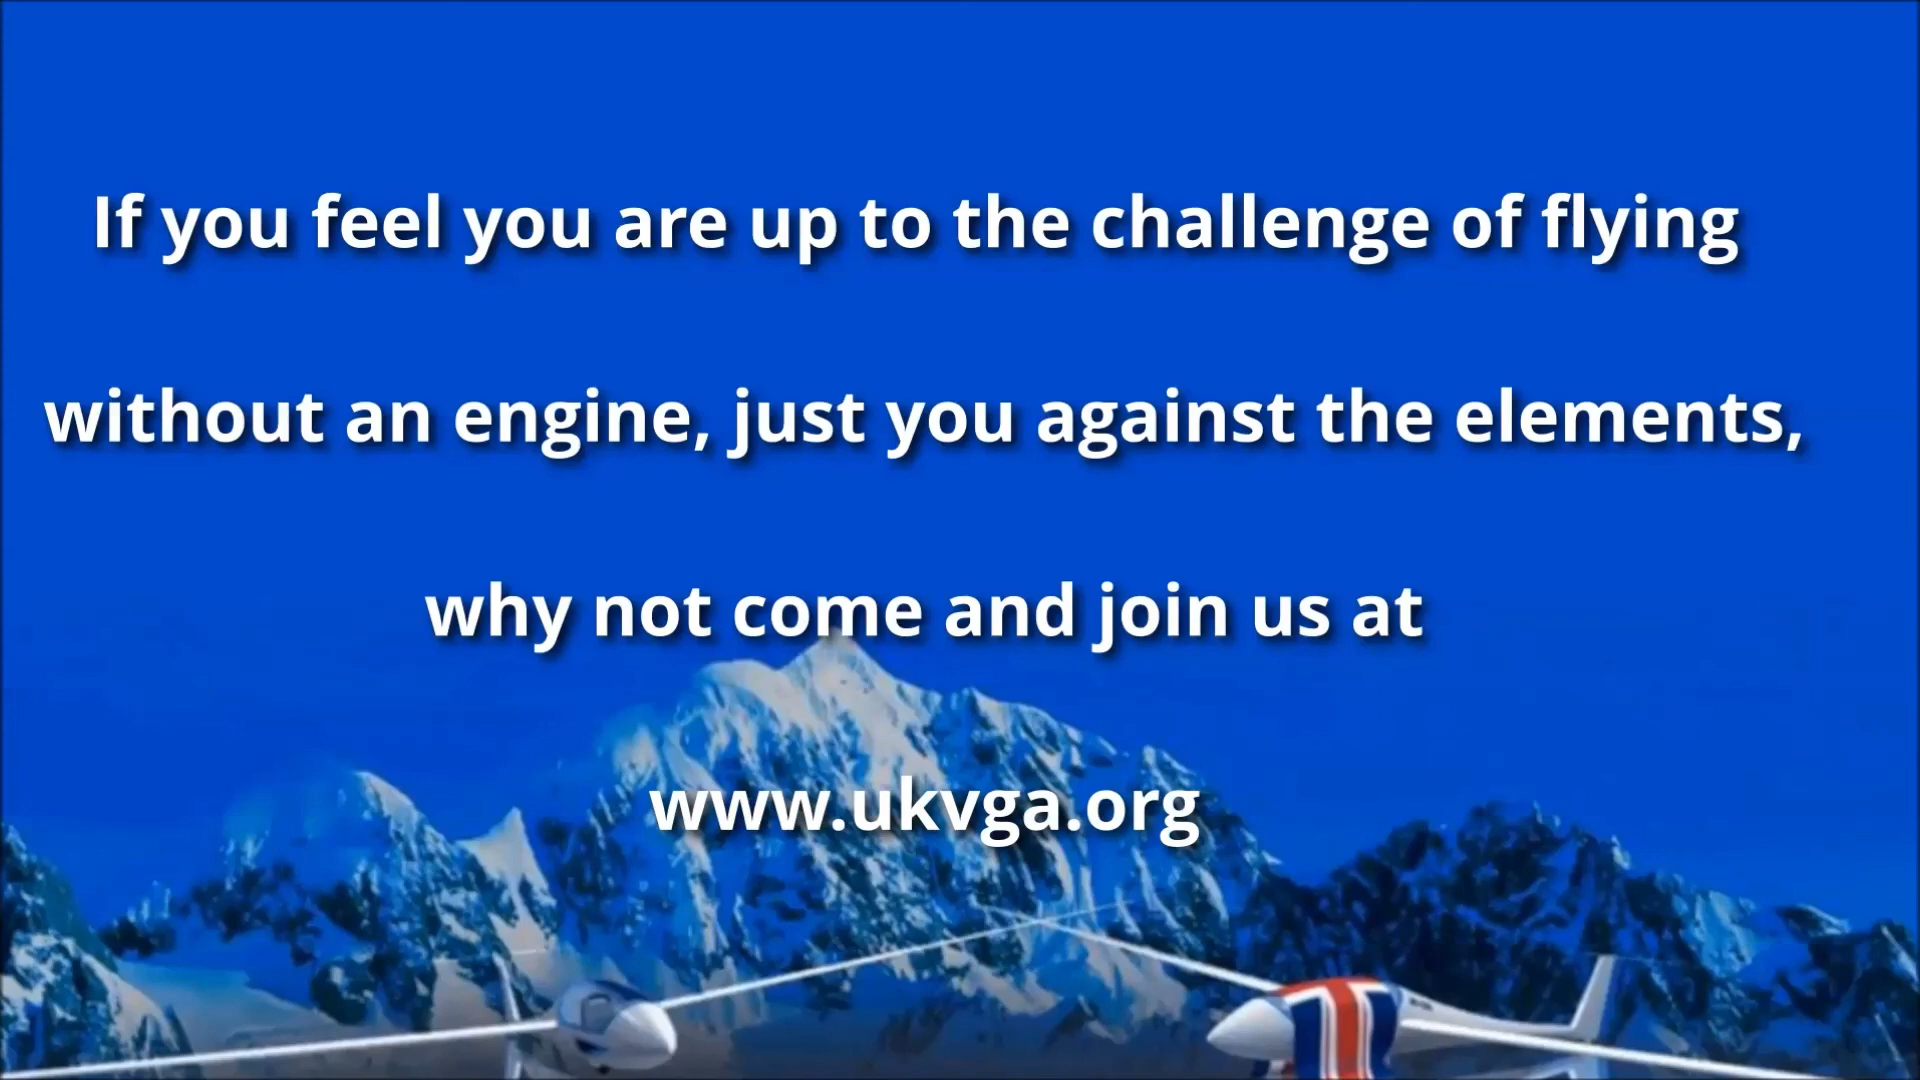 If you feel you are up to the challenge of flying
without an engine, just you against the elements,
why not come and join us at
www.ukvga.org